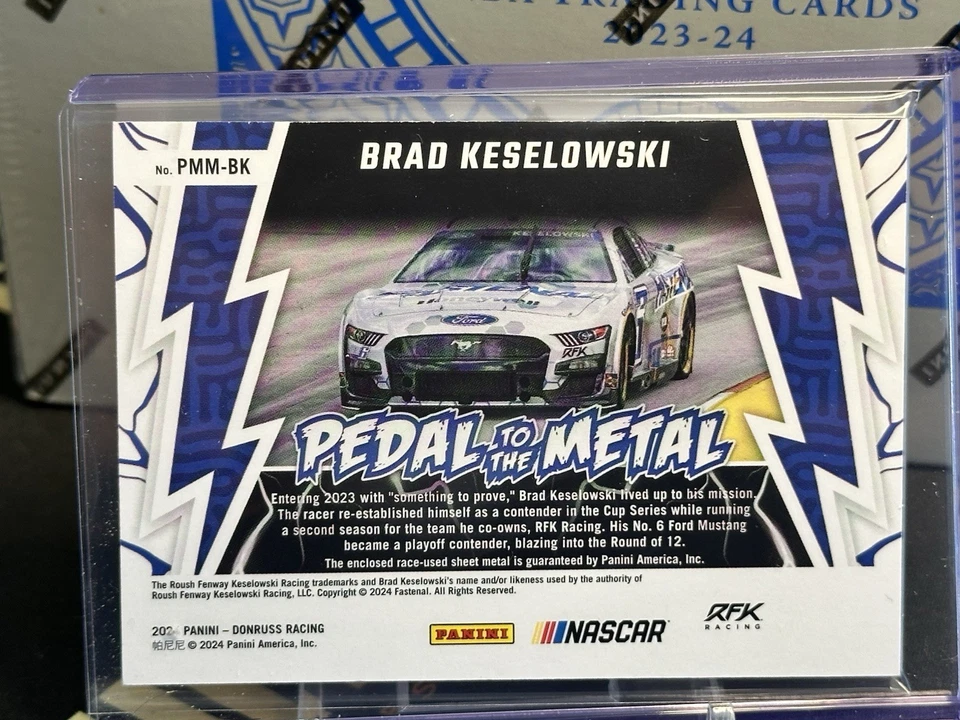 TRADING CARDS
2023-24
No. PMM-BK
BRAD KESELOWSKI
KESELOWSKI
Ford
RFK
PEDAL TO THE METAL
Entering 2023 with "something to prove," Brad Keselowski lived up to his mission.
The racer re-established himself as a contender in the Cup Series while running
a second season for the team he co-owns, RFK Racing. His No. 6 Ford Mustang
became a playoff contender, blazing into the Round of 12.
The enclosed race-used sheet metal is guaranteed by Panini America, Inc.
The Roush Fenway Keselowski Racing trademarks and Brad Keselowski's name and/or likeness used by the authority of
Roush Fenway Keselowski Racing, LLC. Copyright © 2024 Fastenal. All Rights Reserved.
2024 PANINI – DONRUSS RACING
帕尼尼 © 2024 Panini America, Inc.
PANINI
NASCAR
RFK
RACING